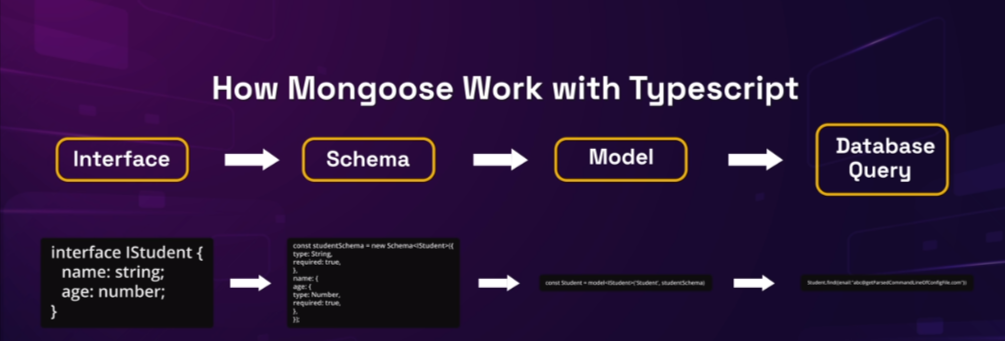 How Mongoose Work with Typescript
Interface
Schema
Model
Database
Query
interface IStudent {
name: string;
age: number;
}
const studentSchema = new Schema<IStudent>({
type: String,
required: true,
},
name: {
age: {
type: Number,
required: true,
},
});
const Student = model<IStudent>('Student', studentSchema)
Student.find({email:"abc@getParsedCommandLineOfConfigFile.com"})